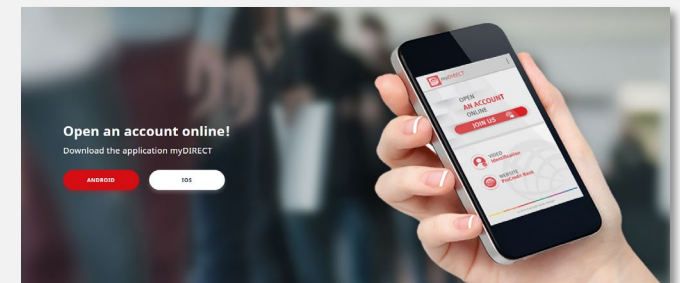 Open an account online!
Download the application myDIRECT
ANDROID
IOS
myDIRECT
OPEN
AN ACCOUNT
ONLINE
JOIN US
VIDEO
Identification
WEBSITE
ProCredit Bank